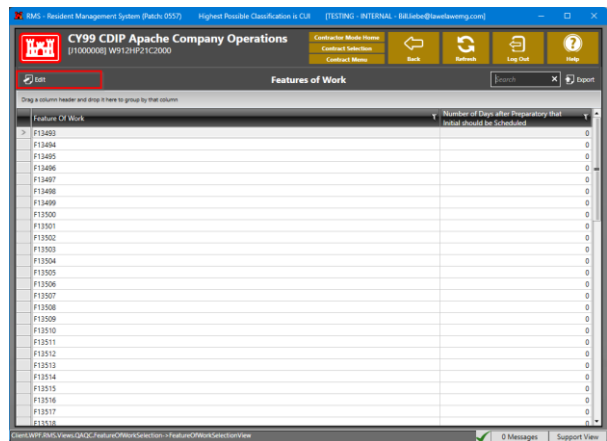 RMS - Resident Management System (Patch: 0557) Highest Possible Classification is CUI [TESTING - INTERNAL - Bill.liebe@lawelawemg.com]
CY99 CDIP Apache Company Operations
[J1000008] W912HP21C2000
Contractor Mode Home
Contract Selection
Contract Menu
Back
Refresh
Log Out
Help
Edit
Features of Work
Search
Export
Drag a column header and drop it here to group by that column
Feature Of Work
Number of Days after Preparatory that
Initial should be Scheduled
F13493 0
F13494 0
F13495 0
F13496 0
F13497 0
F13498 0
F13499 0
F13500 0
F13501 0
F13502 0
F13503 0
F13504 0
F13505 0
F13506 0
F13507 0
F13508 0
F13509 0
F13510 0
F13511 0
F13512 0
F13513 0
F13514 0
F13515 0
F13516 0
F13517 0
F13518 0
Client.WPF.RMS.Views.QAQC.FeatureOfWorkSelection->FeatureOfWorkSelectionView
0 Messages
Support View